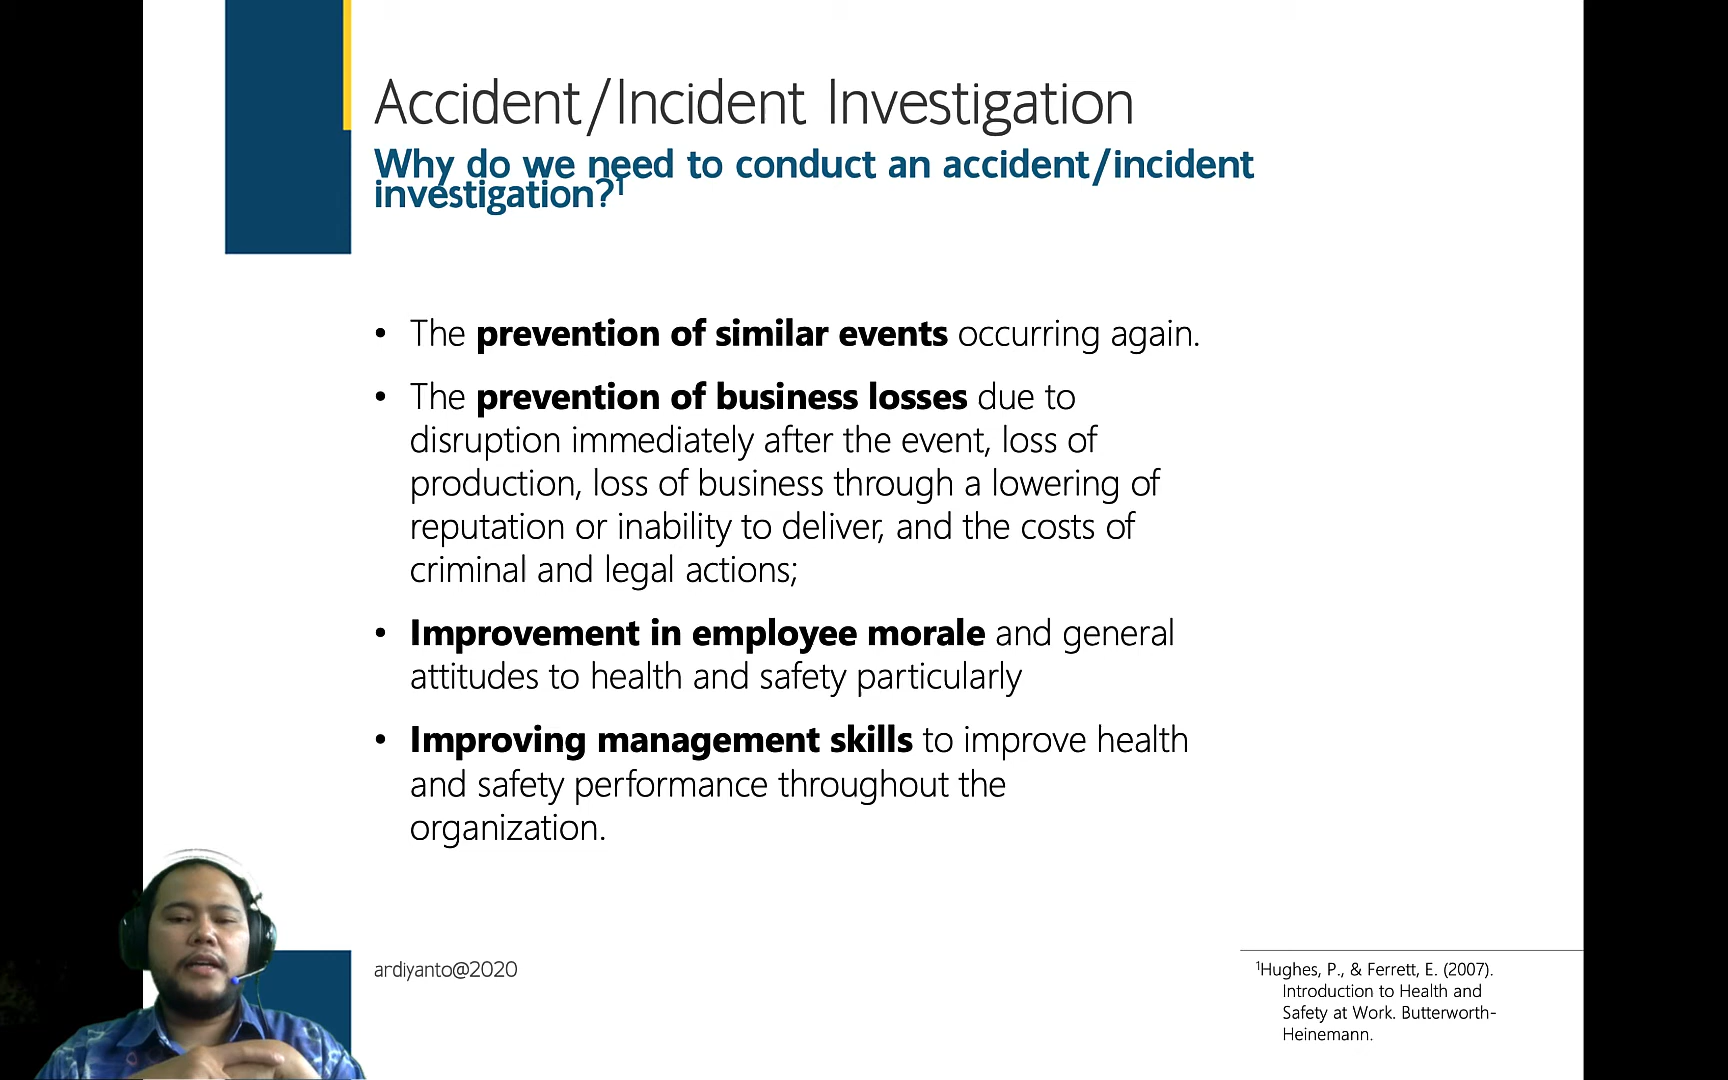 Accident/Incident Investigation
Why do we need to conduct an accident/incident
investigation?¹
• The prevention of similar events occurring again.
• The prevention of business losses due to
disruption immediately after the event, loss of
production, loss of business through a lowering of
reputation or inability to deliver, and the costs of
criminal and legal actions;
• Improvement in employee morale and general
attitudes to health and safety particularly
• Improving management skills to improve health
and safety performance throughout the
organization.
ardiyanto@2020
¹Hughes, P., & Ferrett, E. (2007).
Introduction to Health and
Safety at Work. Butterworth-
Heinemann.